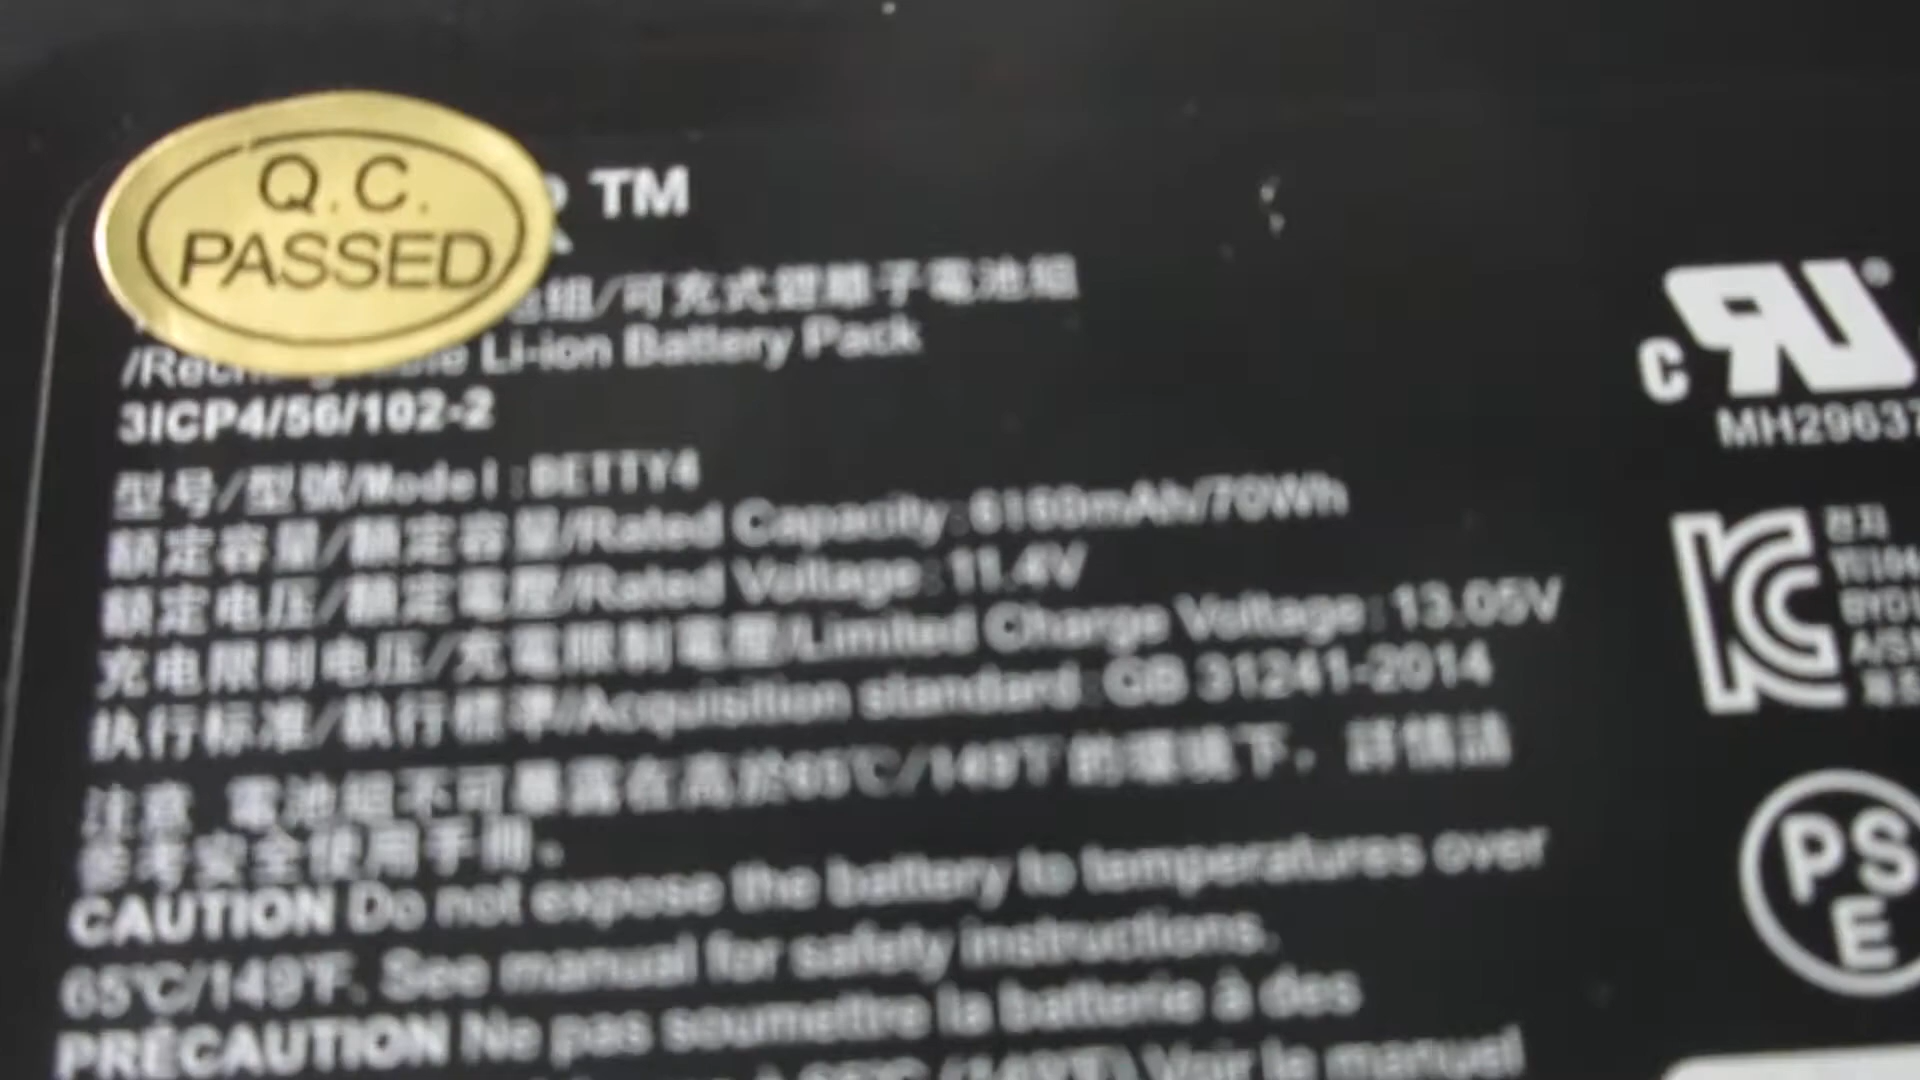 Q.C.
PASSED
TM
组/可充式鋰離子電池組
Li-ion Battery Pack
3ICP4/56/102-2
型号/型號/Model:BETTY4
額定容量/額定容量/Rated Capacity:6160mAh/70Wh
額定电压/額定電壓/Rated Voltage:11.4V
充电限制电压/充電限制電壓/Limited Charge Voltage:13.05V
执行标准/執行標準/Acquisition standard:GB 31241-2014
注意 電池組不可暴露在高於65℃/149℉的環境下，詳情請
參考安全使用手冊。
CAUTION Do not expose the battery to temperatures over
65℃/149℉. See manual for safety instructions.
PRÉCAUTION Ne pas soumettre la batterie à des
Voir le manuel
c
MH29637
전자
PS
E